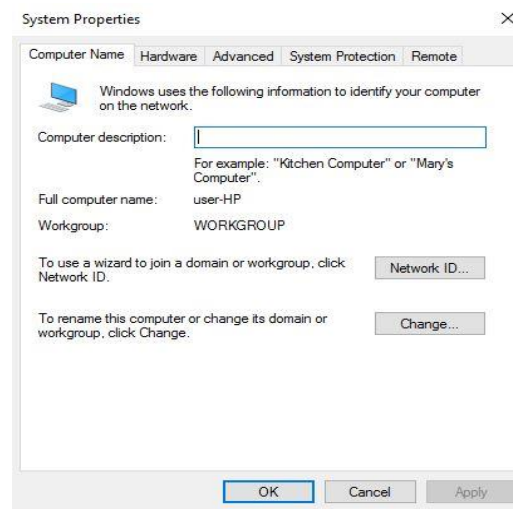 System Properties
Computer Name Hardware Advanced System Protection Remote
Windows uses the following information to identify your computer
on the network.
Computer description:
For example: "Kitchen Computer" or "Mary's
Computer".
Full computer name: user-HP
Workgroup: WORKGROUP
To use a wizard to join a domain or workgroup, click
Network ID.
Network ID...
To rename this computer or change its domain or
workgroup, click Change.
Change...
OK Cancel Apply